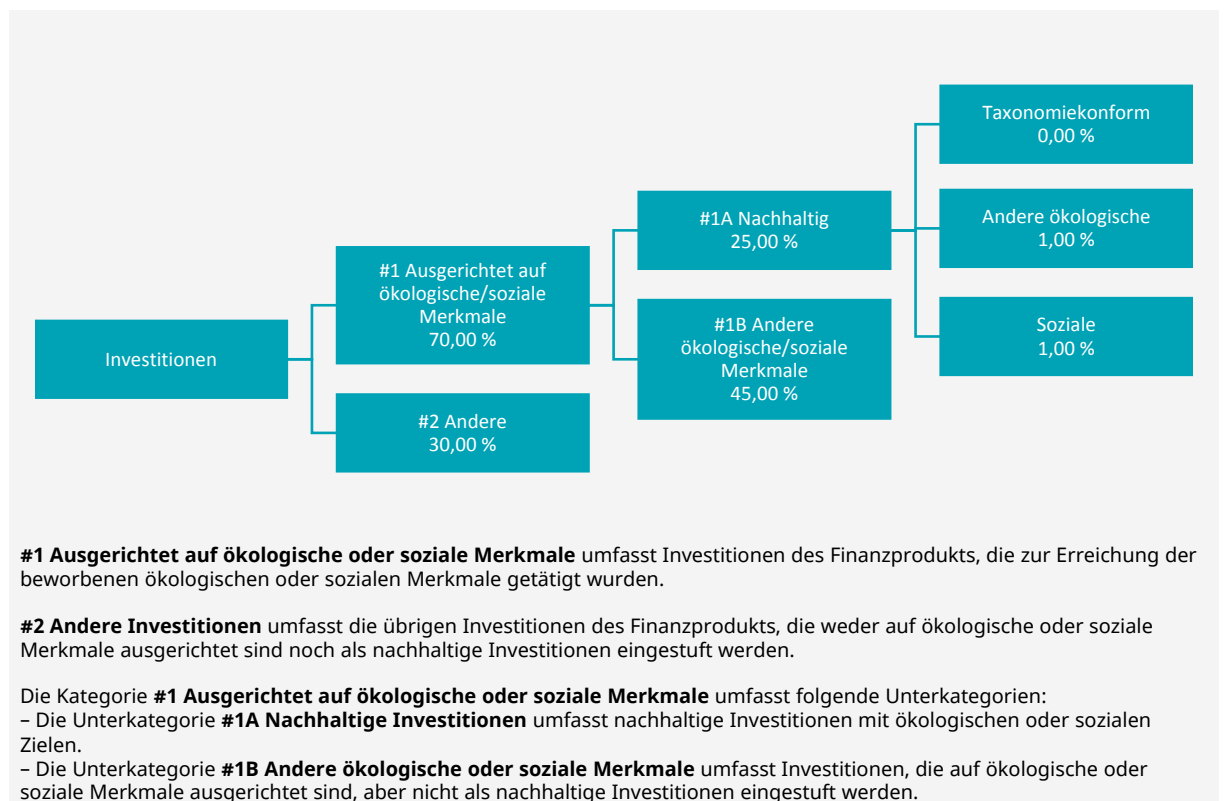 Taxonomiekonform
0,00 %
#1A Nachhaltig
25,00 %
Andere ökologische
1,00 %
#1 Ausgerichtet auf
ökologische/soziale
Merkmale
70,00 %
#1B Andere
ökologische/soziale
Merkmale
45,00 %
Soziale
1,00 %
Investitionen
#2 Andere
30,00 %
#1 Ausgerichtet auf ökologische oder soziale Merkmale umfasst Investitionen des Finanzprodukts, die zur Erreichung der
beworbenen ökologischen oder sozialen Merkmale getätigt wurden.
#2 Andere Investitionen umfasst die übrigen Investitionen des Finanzprodukts, die weder auf ökologische oder soziale
Merkmale ausgerichtet sind noch als nachhaltige Investitionen eingestuft werden.
Die Kategorie #1 Ausgerichtet auf ökologische oder soziale Merkmale umfasst folgende Unterkategorien:
– Die Unterkategorie #1A Nachhaltige Investitionen umfasst nachhaltige Investitionen mit ökologischen oder sozialen
Zielen.
– Die Unterkategorie #1B Andere ökologische oder soziale Merkmale umfasst Investitionen, die auf ökologische oder
soziale Merkmale ausgerichtet sind, aber nicht als nachhaltige Investitionen eingestuft werden.